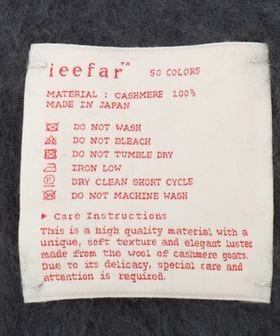 ieefar™ 50 COLORS
MATERIAL : CASHMERE 100%
MADE IN JAPAN
DO NOT WASH
DO NOT BLEACH
DO NOT TUMBLE DRY
IRON LOW
DRY CLEAN SHORT CYCLE
DO NOT MACHINE WASH
▶ Care Instructions
This is a high quality material with a
unique, soft texture and elegant luster
made from the wool of cashmere goats.
Due to its delicacy, special care and
attention is required.